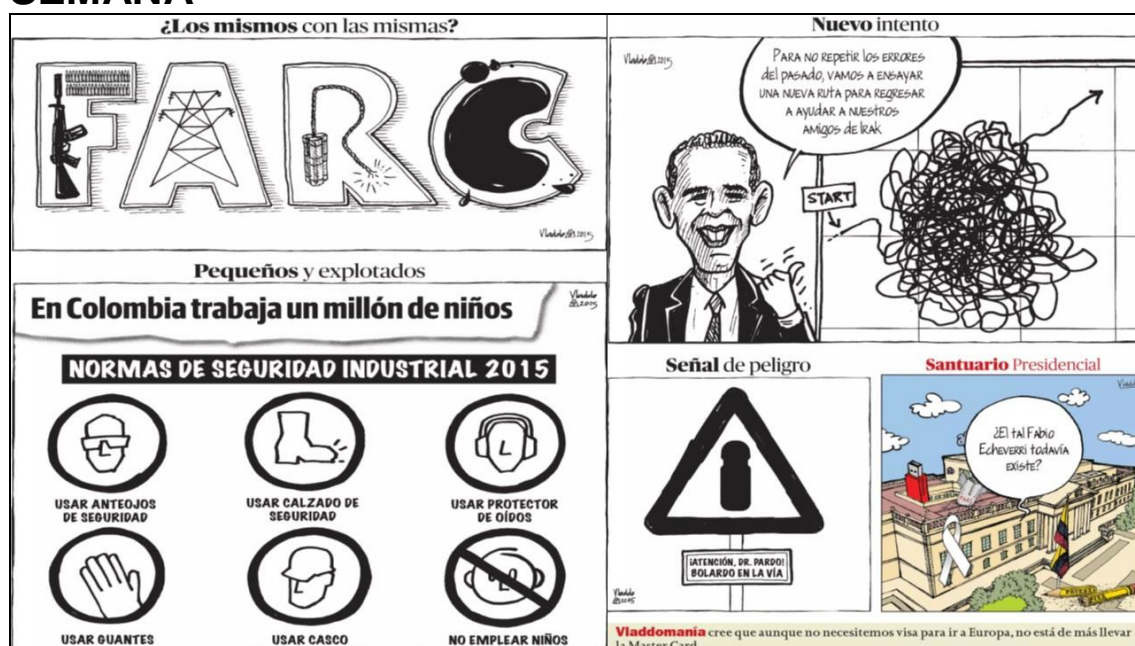 SEMANA
¿Los mismos con las mismas?
FARC
Vladdo 2015
Pequeños y explotados
Vladdo
2015
En Colombia trabaja un millón de niños
NORMAS DE SEGURIDAD INDUSTRIAL 2015
USAR ANTEOJOS
DE SEGURIDAD
USAR CALZADO DE
SEGURIDAD
USAR PROTECTOR
DE OÍDOS
USAR GUANTES
USAR CASCO
NO EMPLEAR NIÑOS
Nuevo intento
Vladdo 2015
PARA NO REPETIR LOS ERRORES
DEL PASADO, VAMOS A ENSAYAR
UNA NUEVA RUTA PARA REGRESAR
A AYUDAR A NUESTROS
AMIGOS DE IRAK
START
Señal de peligro
¡ATENCIÓN, DR. PARDO!
BOLARDO EN LA VÍA
Vladdo
2015
Santuario Presidencial
¿El tal Fabio
Echeverri todavía
existe?
Vladdomanía cree que aunque no necesitemos visa para ir a Europa, no está de más llevar
la Master Card.